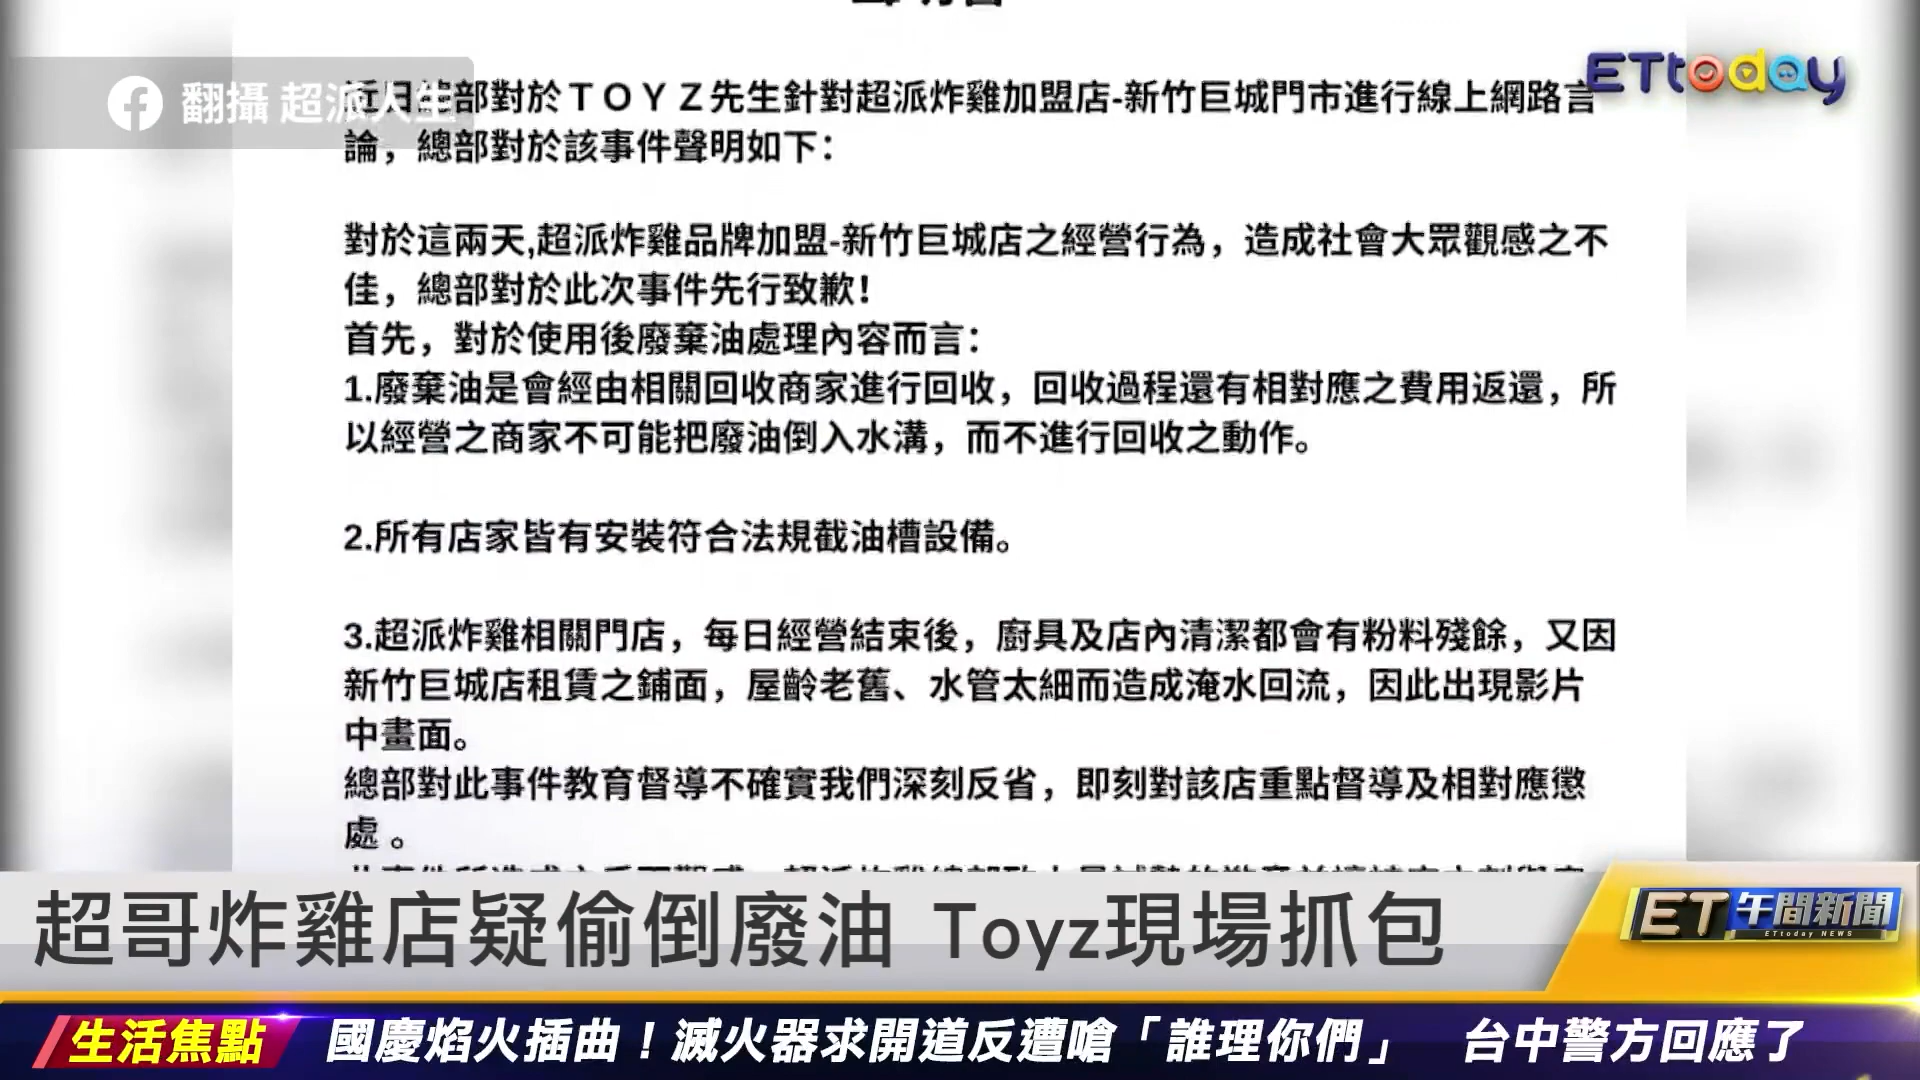 翻攝 超派人生
ETtoday
近日總部對於TOYZ先生針對超派炸雞加盟店-新竹巨城門市進行線上網路言
論，總部對於該事件聲明如下：
對於這兩天,超派炸雞品牌加盟-新竹巨城店之經營行為，造成社會大眾觀感之不
佳，總部對於此次事件先行致歉！
首先，對於使用後廢棄油處理內容而言：
1.廢棄油是會經由相關回收商家進行回收，回收過程還有相對應之費用返還，所
以經營之商家不可能把廢油倒入水溝，而不進行回收之動作。
2.所有店家皆有安裝符合法規截油槽設備。
3.超派炸雞相關門店，每日經營結束後，廚具及店內清潔都會有粉料殘餘，又因
新竹巨城店租賃之鋪面，屋齡老舊、水管太細而造成淹水回流，因此出現影片
中畫面。
總部對此事件教育督導不確實我們深刻反省，即刻對該店重點督導及相對應懲
處 。
超哥炸雞店疑偷倒廢油 Toyz現場抓包
ET午間新聞
ETtoday NEWS
生活焦點 國慶焰火插曲！滅火器求開道反遭嗆「誰理你們」 台中警方回應了